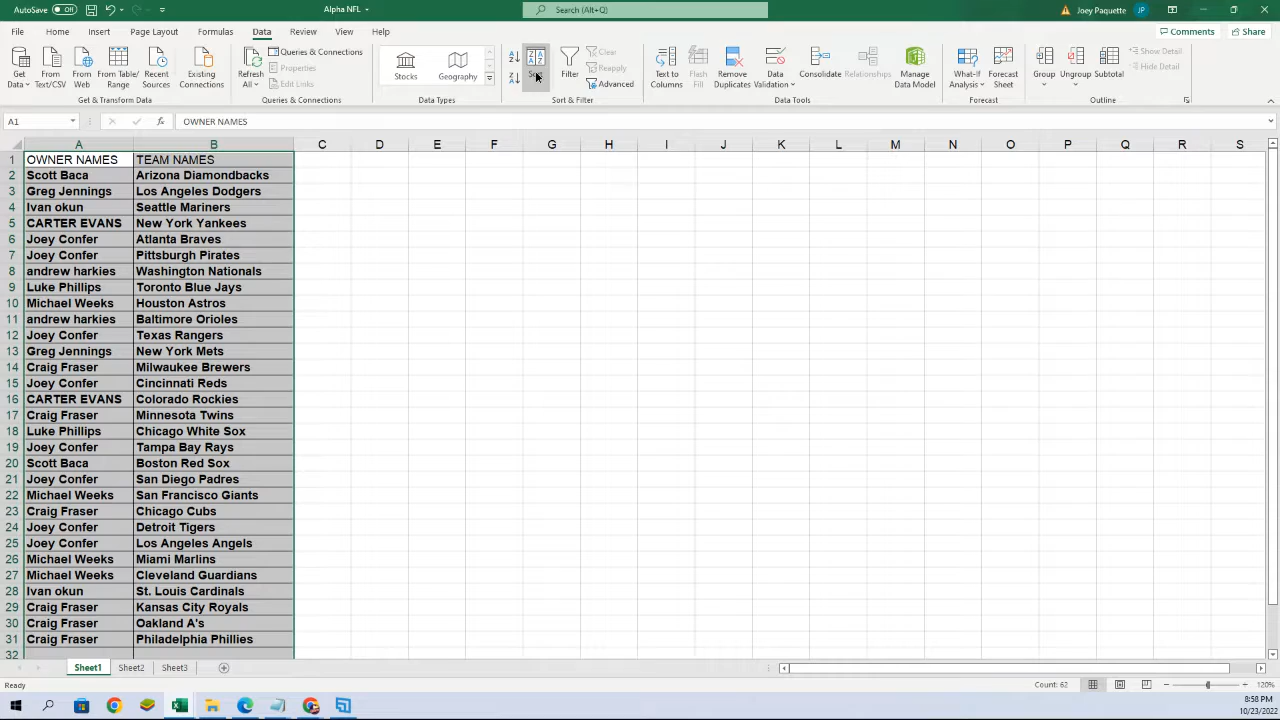 AutoSave Off Alpha NFL Search (Alt+Q) Joey Paquette JP
File Home Insert Page Layout Formulas Data Review View Help Comments Share
Get Data From Text/CSV From Web From Table/ Range Recent Sources Existing Connections Refresh All Queries & Connections Properties Edit Links Stocks Geography Filter Clear Reapply Advanced Text to Columns Flash Fill Remove Duplicates Data Validation Consolidate Relationships Manage Data Model What-If Analysis Forecast Sheet Group Ungroup Subtotal Show Detail Hide Detail
Get & Transform Data Queries & Connections Data Types Sort & Filter Data Tools Forecast Outline
A1 fx OWNER NAMES
A B C D E F G H I J K L M N O P Q R S
1 OWNER NAMES TEAM NAMES
2 Scott Baca Arizona Diamondbacks
3 Greg Jennings Los Angeles Dodgers
4 Ivan okun Seattle Mariners
5 CARTER EVANS New York Yankees
6 Joey Confer Atlanta Braves
7 Joey Confer Pittsburgh Pirates
8 andrew harkies Washington Nationals
9 Luke Phillips Toronto Blue Jays
10 Michael Weeks Houston Astros
11 andrew harkies Baltimore Orioles
12 Joey Confer Texas Rangers
13 Greg Jennings New York Mets
14 Craig Fraser Milwaukee Brewers
15 Joey Confer Cincinnati Reds
16 CARTER EVANS Colorado Rockies
17 Craig Fraser Minnesota Twins
18 Luke Phillips Chicago White Sox
19 Joey Confer Tampa Bay Rays
20 Scott Baca Boston Red Sox
21 Joey Confer San Diego Padres
22 Michael Weeks San Francisco Giants
23 Craig Fraser Chicago Cubs
24 Joey Confer Detroit Tigers
25 Joey Confer Los Angeles Angels
26 Michael Weeks Miami Marlins
27 Michael Weeks Cleveland Guardians
28 Ivan okun St. Louis Cardinals
29 Craig Fraser Kansas City Royals
30 Craig Fraser Oakland A's
31 Craig Fraser Philadelphia Phillies
32
Sheet1 Sheet2 Sheet3
Ready Count: 62 120%
8:58 PM
10/23/2022